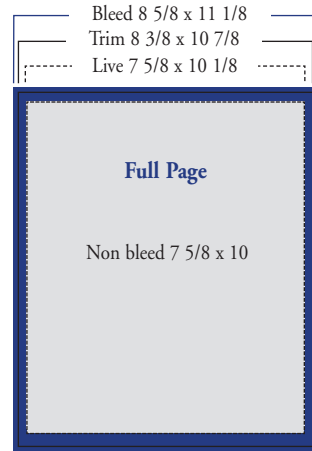 Bleed 8 5/8 x 11 1/8
Trim 8 3/8 x 10 7/8
Live 7 5/8 x 10 1/8
Full Page
Non bleed 7 5/8 x 10